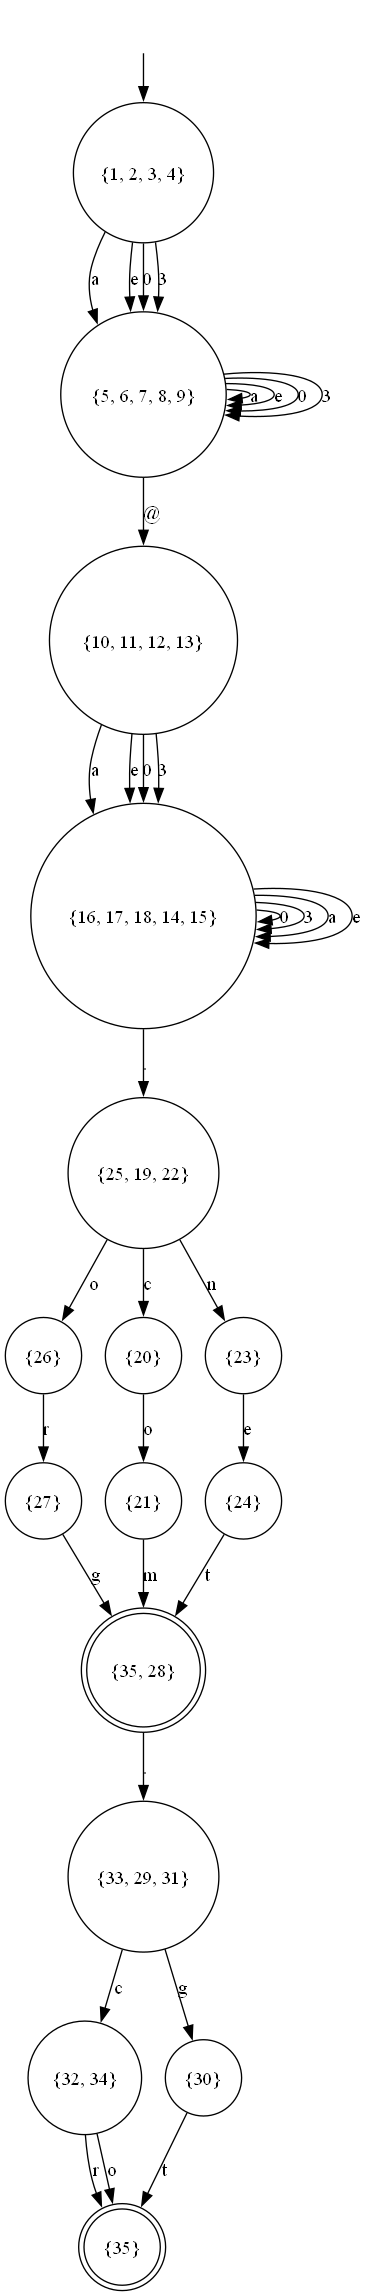 {1, 2, 3, 4}
a e 0 3
{5, 6, 7, 8, 9}
a e 0 3
@
{10, 11, 12, 13}
a e 0 3
{16, 17, 18, 14, 15}
0 3 a e
.
{25, 19, 22}
o c n
{26} {20} {23}
r o e
{27} {21} {24}
g m t
{35, 28}
.
{33, 29, 31}
c g
{32, 34} {30}
r o t
{35}